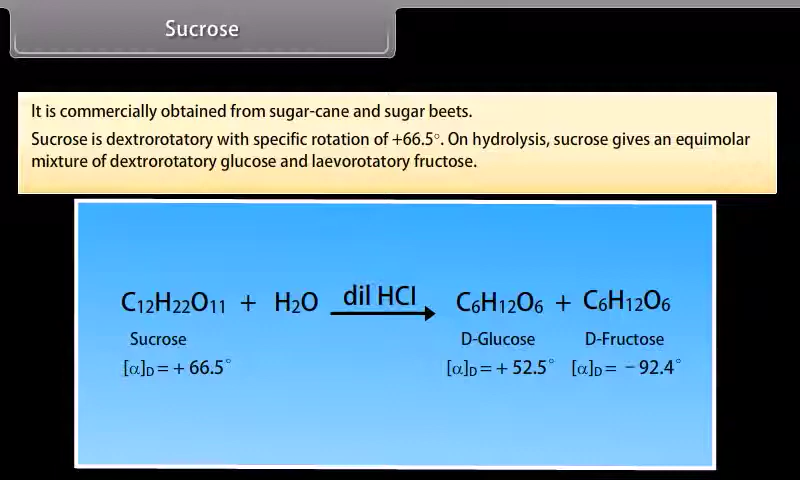 Sucrose
It is commercially obtained from sugar-cane and sugar beets.
Sucrose is dextrorotatory with specific rotation of +66.5°. On hydrolysis, sucrose gives an equimolar
mixture of dextrorotatory glucose and laevorotatory fructose.
dil HCl
C₁₂H₂₂O₁₁ + H₂O → C₆H₁₂O₆ + C₆H₁₂O₆
Sucrose D-Glucose D-Fructose
[α]D = + 66.5° [α]D = + 52.5° [α]D = − 92.4°